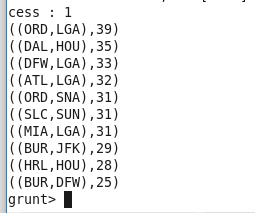 cess : 1
((ORD,LGA),39)
((DAL,HOU),35)
((DFW,LGA),33)
((ATL,LGA),32)
((ORD,SNA),31)
((SLC,SUN),31)
((MIA,LGA),31)
((BUR,JFK),29)
((HRL,HOU),28)
((BUR,DFW),25)
grunt>